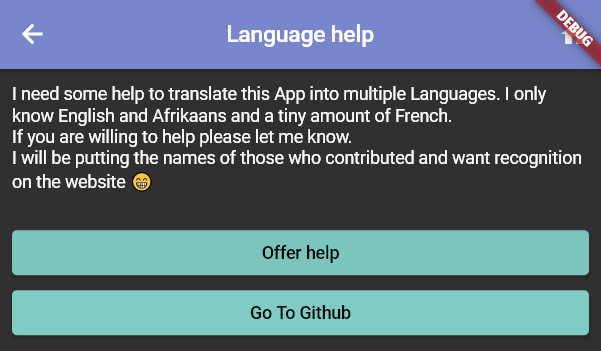 Language help
DEBUG
I need some help to translate this App into multiple Languages. I only
know English and Afrikaans and a tiny amount of French.
If you are willing to help please let me know.
I will be putting the names of those who contributed and want recognition
on the website 😁
Offer help
Go To Github